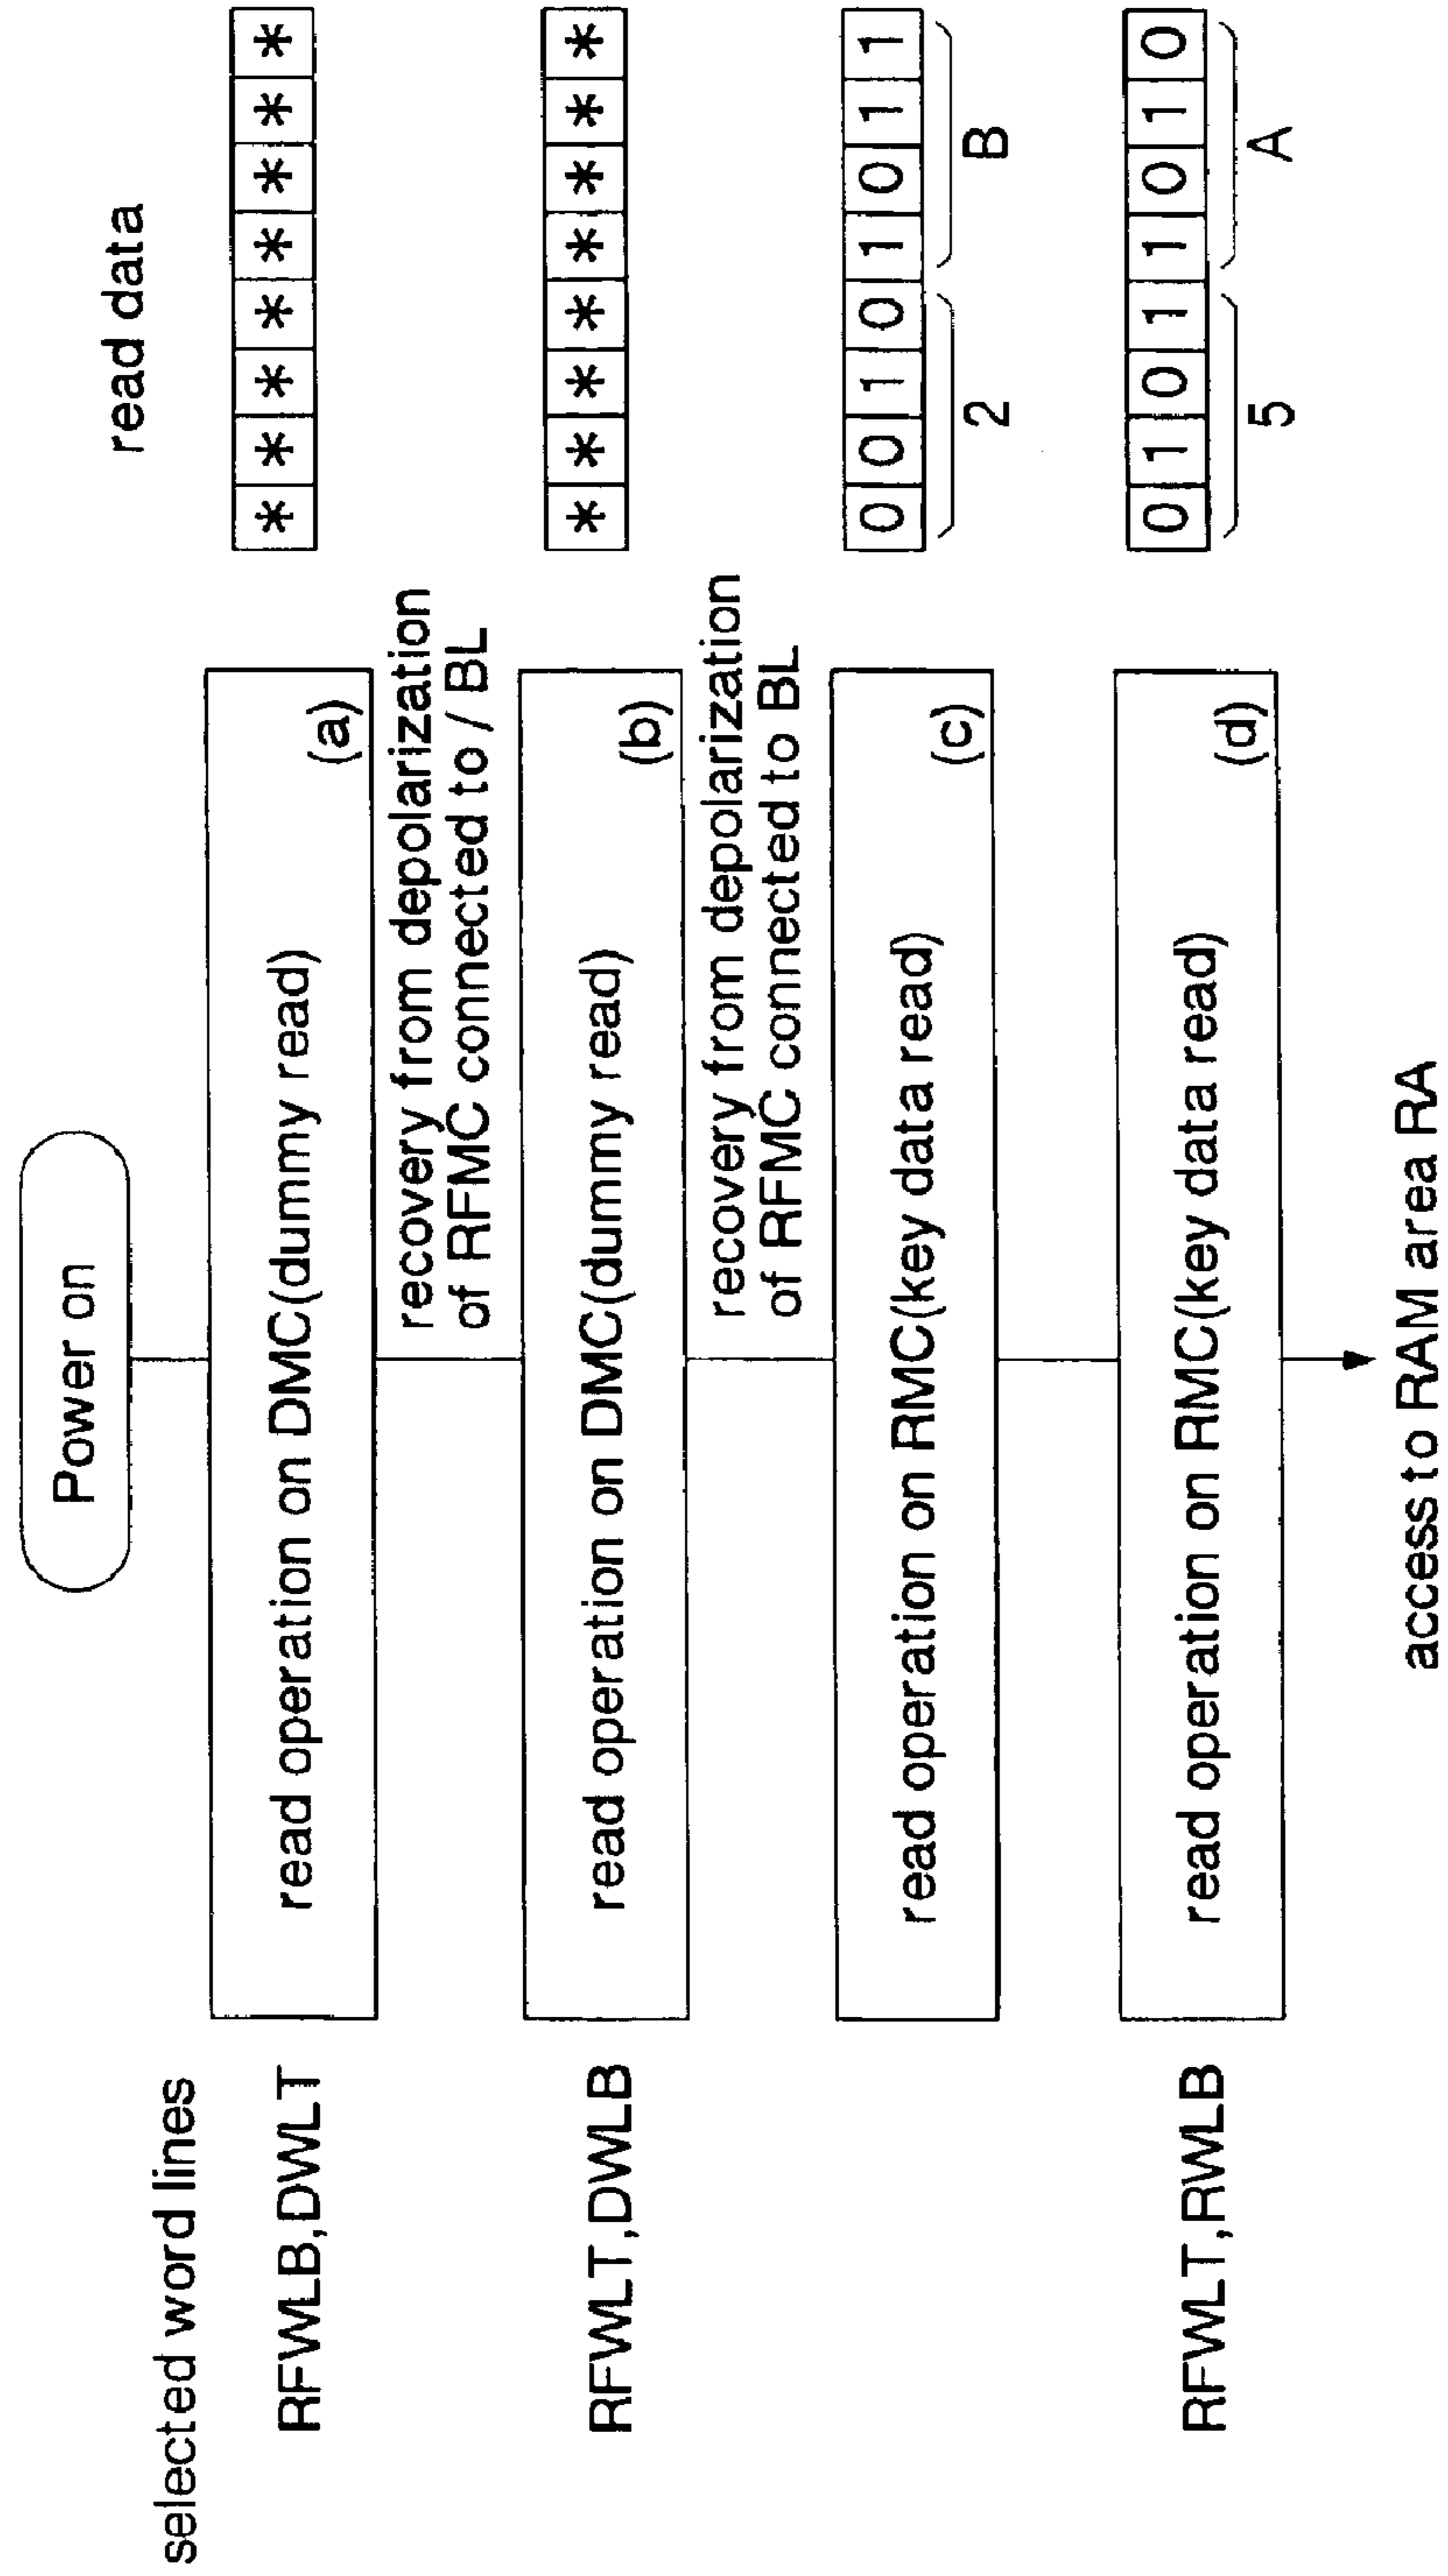 Power on
selected word lines
read data
RFWLB,DWLT
read operation on DMC(dummy read)
(a)
* * * * * * * *
recovery from depolarization
of RFMC connected to / BL
RFWLT,DWLB
read operation on DMC(dummy read)
(b)
* * * * * * * *
recovery from depolarization
of RFMC connected to BL
read operation on RMC(key data read)
(c)
0 0 1 0 1 0 1 1
2 B
RFWLT,RWLB
read operation on RMC(key data read)
(d)
0 1 0 1 1 0 1 0
5 A
access to RAM area RA